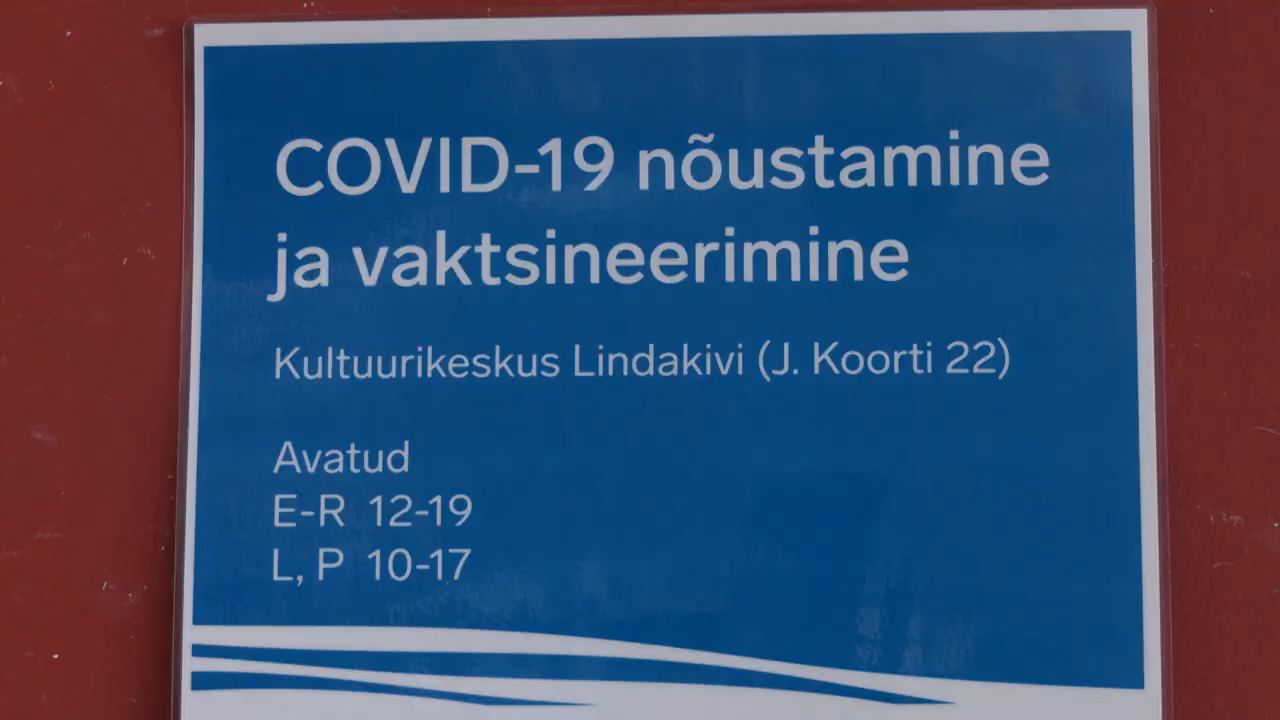 COVID-19 nõustamine
ja vaktsineerimine
Kultuurikeskus Lindakivi (J. Koorti 22)
Avatud
E-R 12-19
L, P 10-17